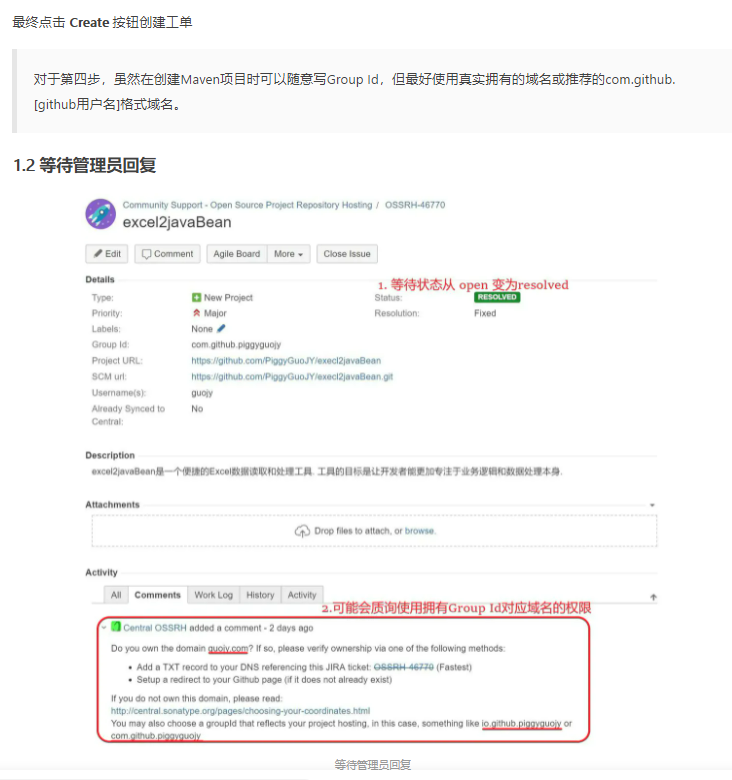 最终点击 Create 按钮创建工单
对于第四步，虽然在创建Maven项目时可以随意写Group Id，但最好使用真实拥有的域名或推荐的com.github.
[github用户名]格式域名。
1.2 等待管理员回复
Community Support - Open Source Project Repository Hosting / OSSRH-46770
excel2javaBean
Edit Comment Agile Board More Close Issue
Details
1. 等待状态从 open 变为resolved
Type: New Project Status: RESOLVED
Priority: Major Resolution: Fixed
Labels: None
Group Id: com.github.piggyguojy
Project URL: https://github.com/PiggyGuoJY/execl2javaBean
SCM url: https://github.com/PiggyGuoJY/execl2javaBean.git
Username(s): guojy
Already Synced to No
Central:
Description
excel2javaBean是一个便捷的Excel数据读取和处理工具. 工具的目标是让开发者能更加专注于业务逻辑和数据处理本身.
Attachments
Drop files to attach, or browse.
Activity
All Comments Work Log History Activity
2.可能会质询使用拥有Group Id对应域名的权限
Central OSSRH added a comment - 2 days ago
Do you own the domain guojy.com? If so, please verify ownership via one of the following methods:
• Add a TXT record to your DNS referencing this JIRA ticket: OSSRH-46770 (Fastest)
• Setup a redirect to your Github page (if it does not already exist)
If you do not own this domain, please read:
http://central.sonatype.org/pages/choosing-your-coordinates.html
You may also choose a groupId that reflects your project hosting, in this case, something like io.github.piggyguojy or
com.github.piggyguojy
等待管理员回复